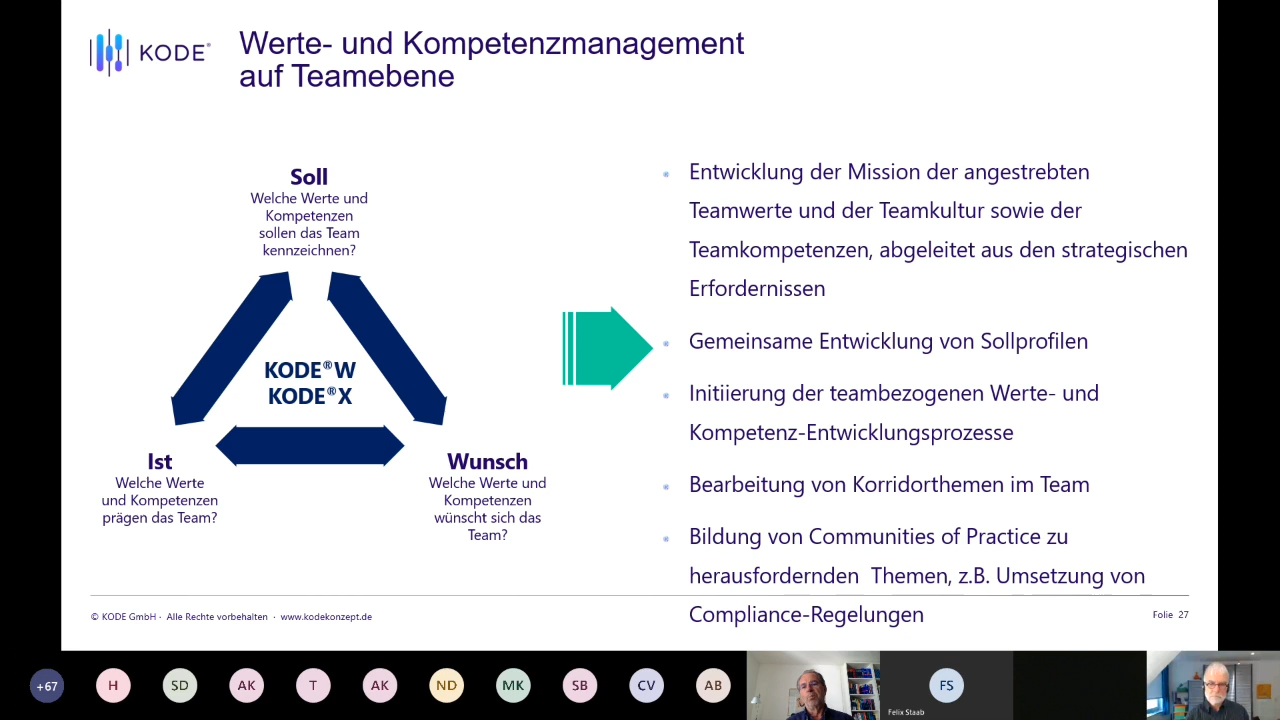 KODE®
Werte- und Kompetenzmanagement
auf Teamebene
Soll
Welche Werte und
Kompetenzen
sollen das Team
kennzeichnen?
KODE®W
KODE®X
Ist
Welche Werte
und Kompetenzen
prägen das Team?
Wunsch
Welche Werte und
Kompetenzen
wünscht sich das
Team?
Entwicklung der Mission der angestrebten
Teamwerte und der Teamkultur sowie der
Teamkompetenzen, abgeleitet aus den strategischen
Erfordernissen
Gemeinsame Entwicklung von Sollprofilen
Initiierung der teambezogenen Werte- und
Kompetenz-Entwicklungsprozesse
Bearbeitung von Korridorthemen im Team
Bildung von Communities of Practice zu
herausfordernden Themen, z.B. Umsetzung von
Compliance-Regelungen
© KODE GmbH · Alle Rechte vorbehalten · www.kodekonzept.de
Folie 27
+67
H
SD
AK
T
AK
ND
MK
SB
CV
AB
FS
Felix Staab